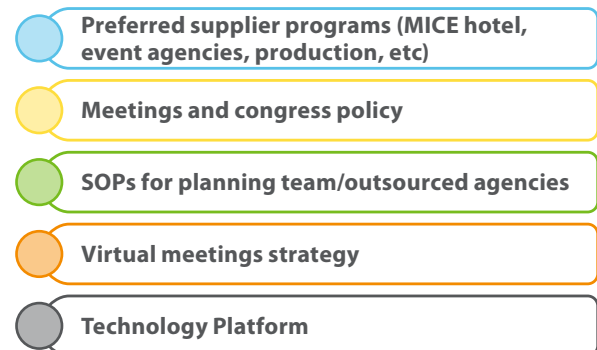 Preferred supplier programs (MICE hotel,
event agencies, production, etc)
Meetings and congress policy
SOPs for planning team/outsourced agencies
Virtual meetings strategy
Technology Platform